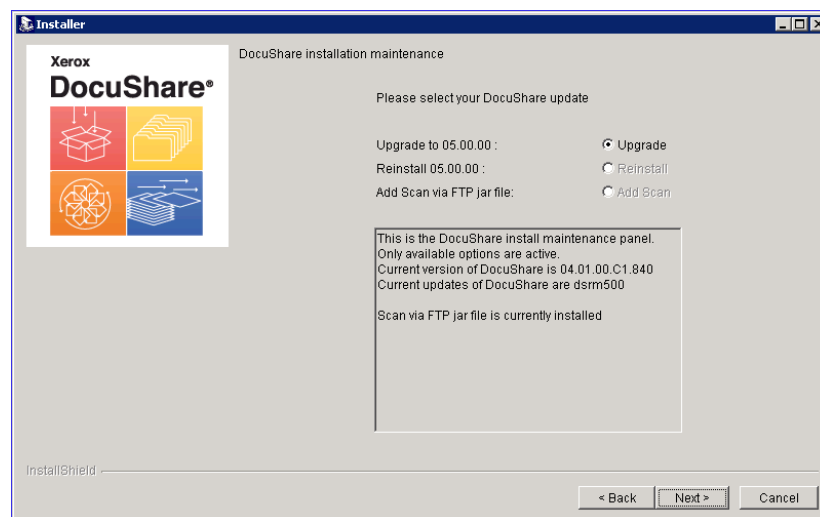 Installer
Xerox
DocuShare®
DocuShare installation maintenance
Please select your DocuShare update
Upgrade to 05.00.00 : Upgrade
Reinstall 05.00.00 : Reinstall
Add Scan via FTP jar file: Add Scan
This is the DocuShare install maintenance panel.
Only available options are active.
Current version of DocuShare is 04.01.00.C1.840
Current updates of DocuShare are dsrm500
Scan via FTP jar file is currently installed
InstallShield
< Back Next > Cancel